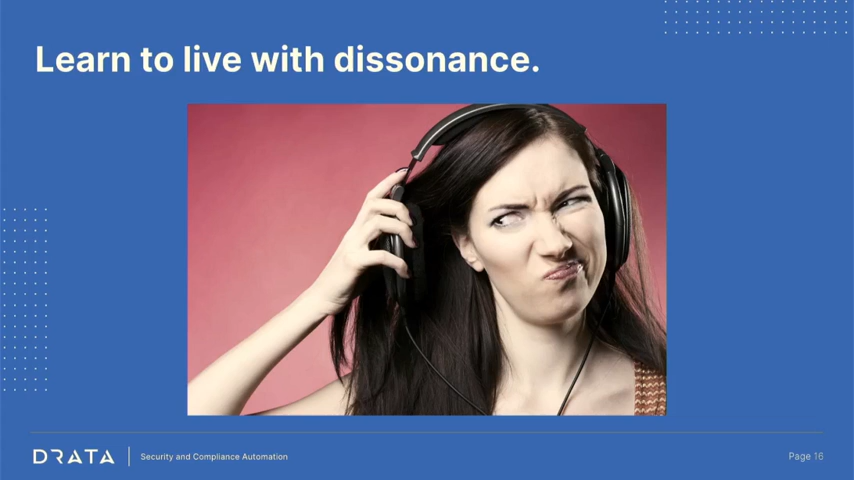 Learn to live with dissonance.
DRATA
Security and Compliance Automation
Page 16